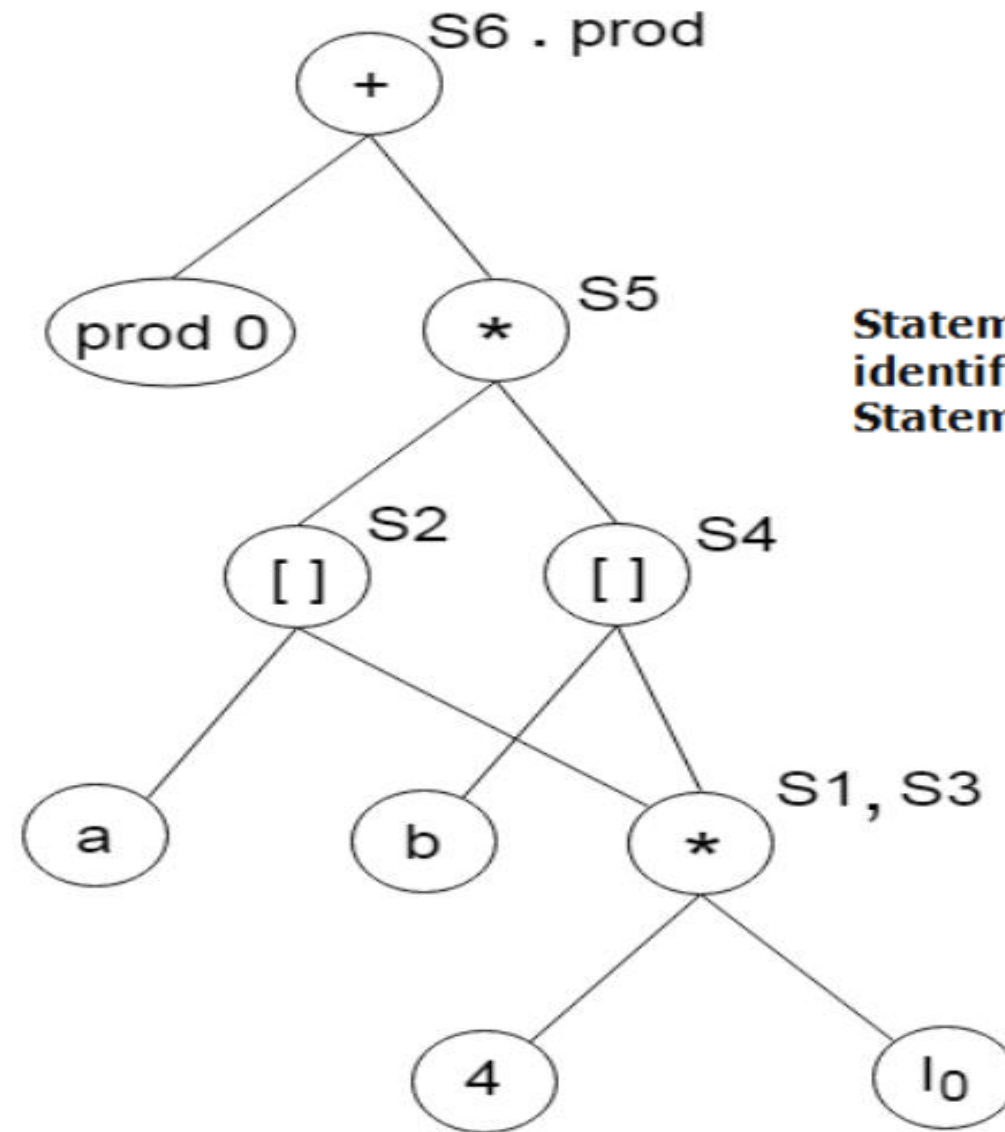 S6 . prod
+
prod 0
*
S5
[ ]
S2
[ ]
S4
a
b
*
S1, S3
4
I₀